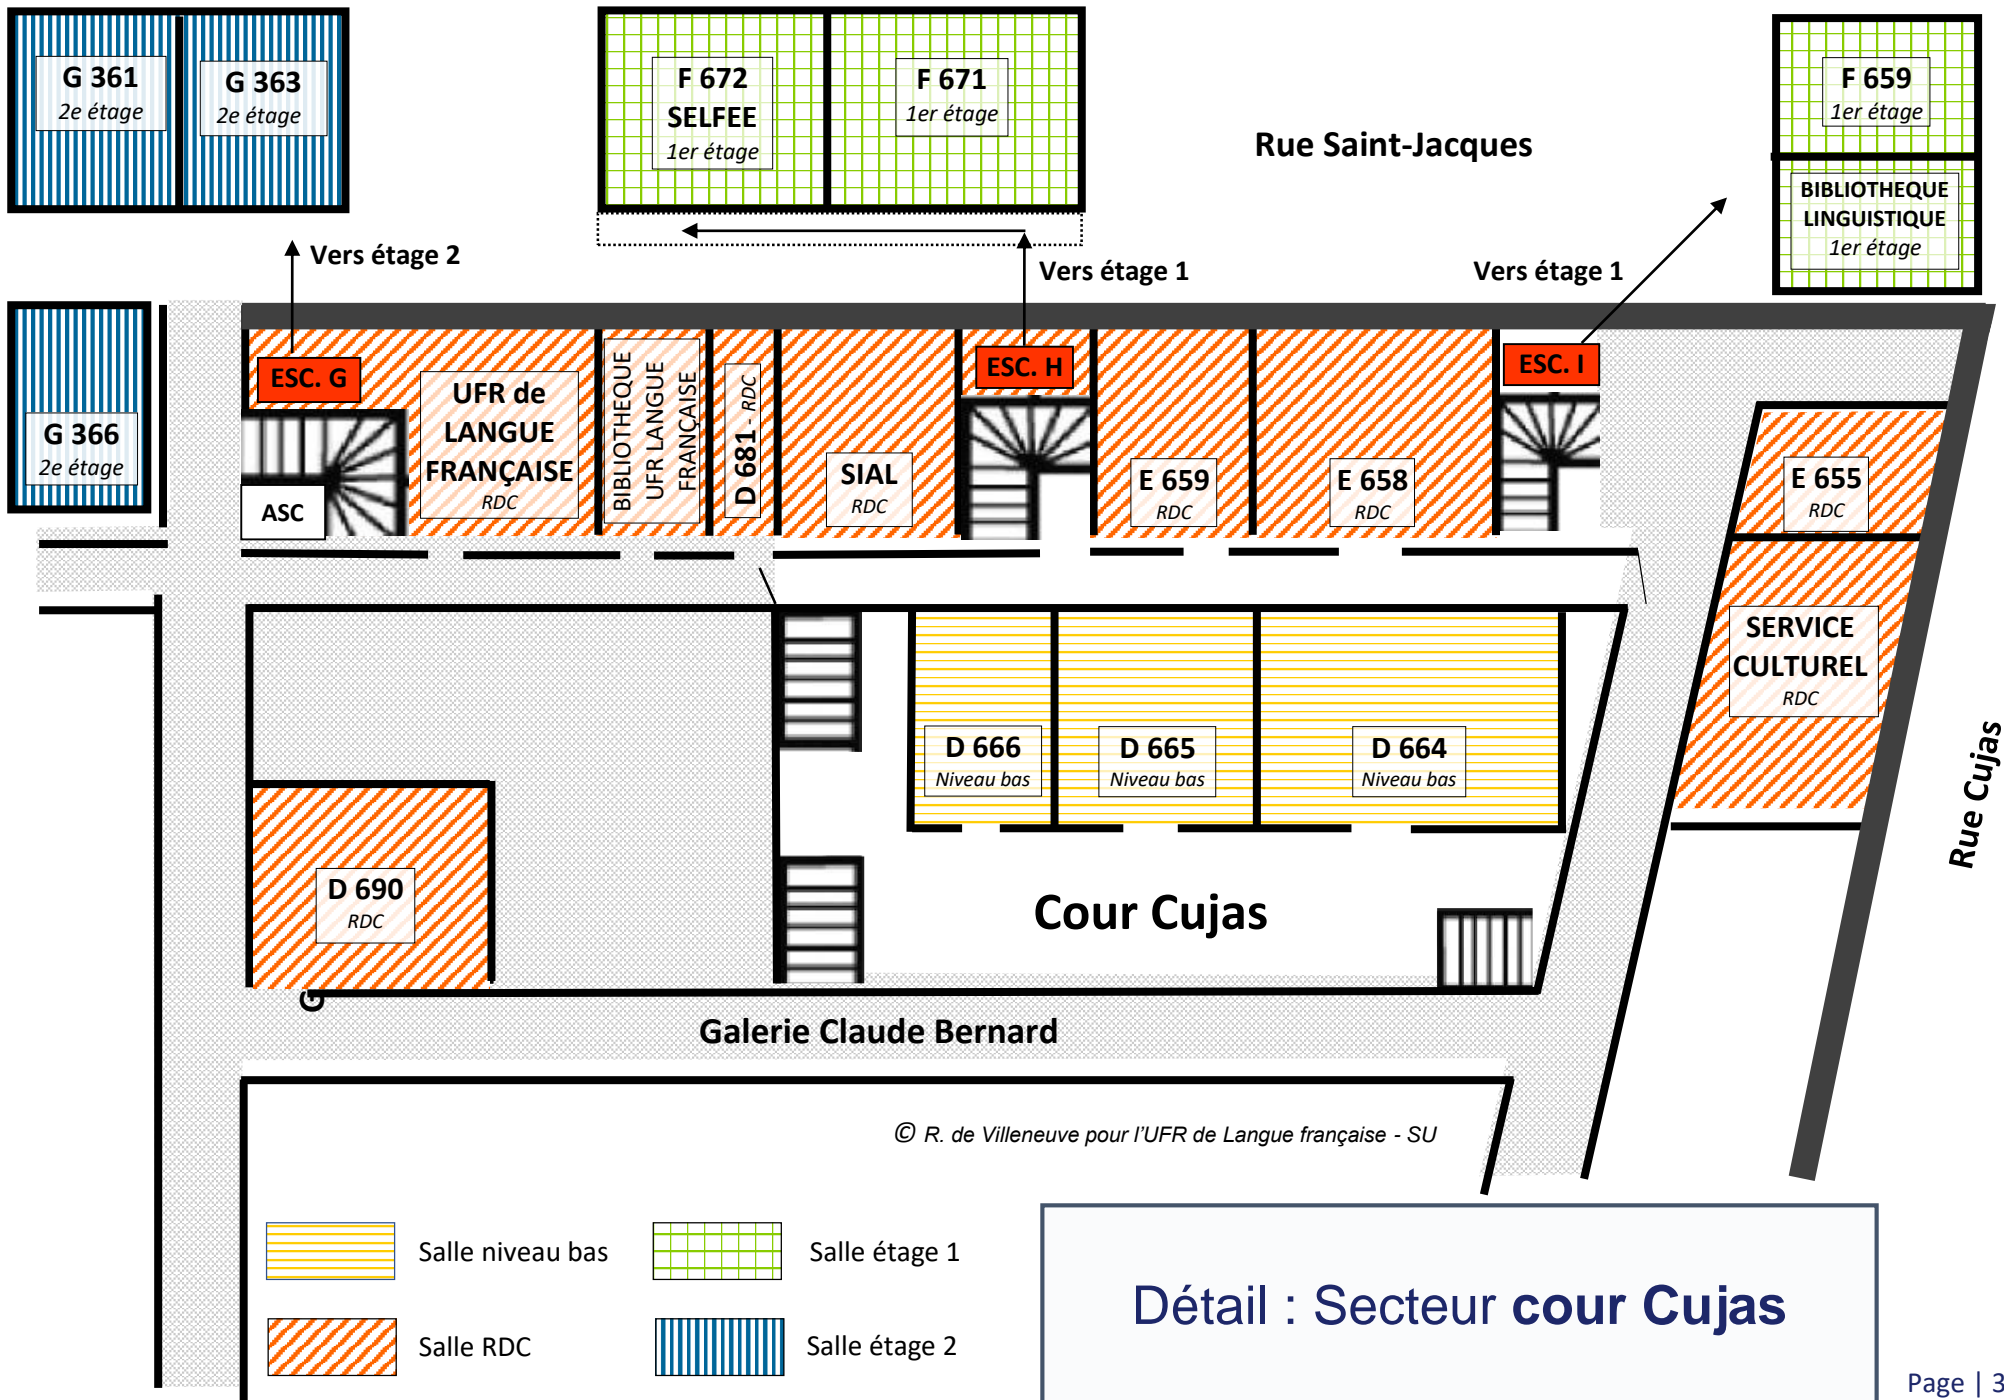 G 361
2e étage
G 363
2e étage
F 672
SELFEE
1er étage
F 671
1er étage
Rue Saint-Jacques
F 659
1er étage
BIBLIOTHEQUE
LINGUISTIQUE
1er étage
Vers étage 2
Vers étage 1
Vers étage 1
G 366
2e étage
ESC. G
ASC
UFR de
LANGUE
FRANÇAISE
RDC
BIBLIOTHEQUE
UFR LANGUE
FRANÇAISE
D 681 - RDC
SIAL
RDC
ESC. H
E 659
RDC
E 658
RDC
ESC. I
E 655
RDC
SERVICE
CULTUREL
RDC
Rue Cujas
D 666
Niveau bas
D 665
Niveau bas
D 664
Niveau bas
D 690
RDC
Cour Cujas
G
Galerie Claude Bernard
© R. de Villeneuve pour l’UFR de Langue française - SU
Salle niveau bas
Salle étage 1
Salle RDC
Salle étage 2
Détail : Secteur cour Cujas
Page | 3